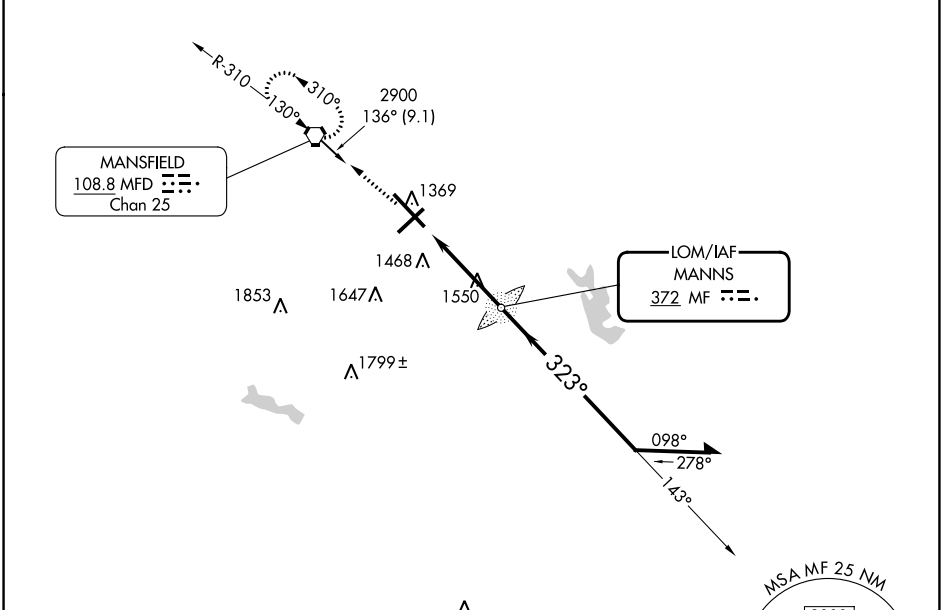 R-310
310°
130°
2900
136° (9.1)
MANSFIELD
108.8 MFD
Chan 25
1369
LOM/IAF
MANNS
372 MF
1468
1550
1853
1647
1799 ±
323°
098°
278°
143°
MSA MF 25 NM